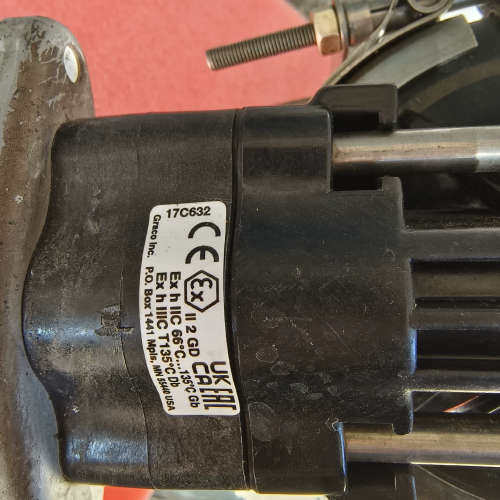 17C632
CE Ex II 2 GD UK CA EAC
Ex h IIC 66°C...135°C Gb
Ex h IIIC T135°C Db
Graco Inc. P.O. Box 1441 Mpls MN 55440 USA